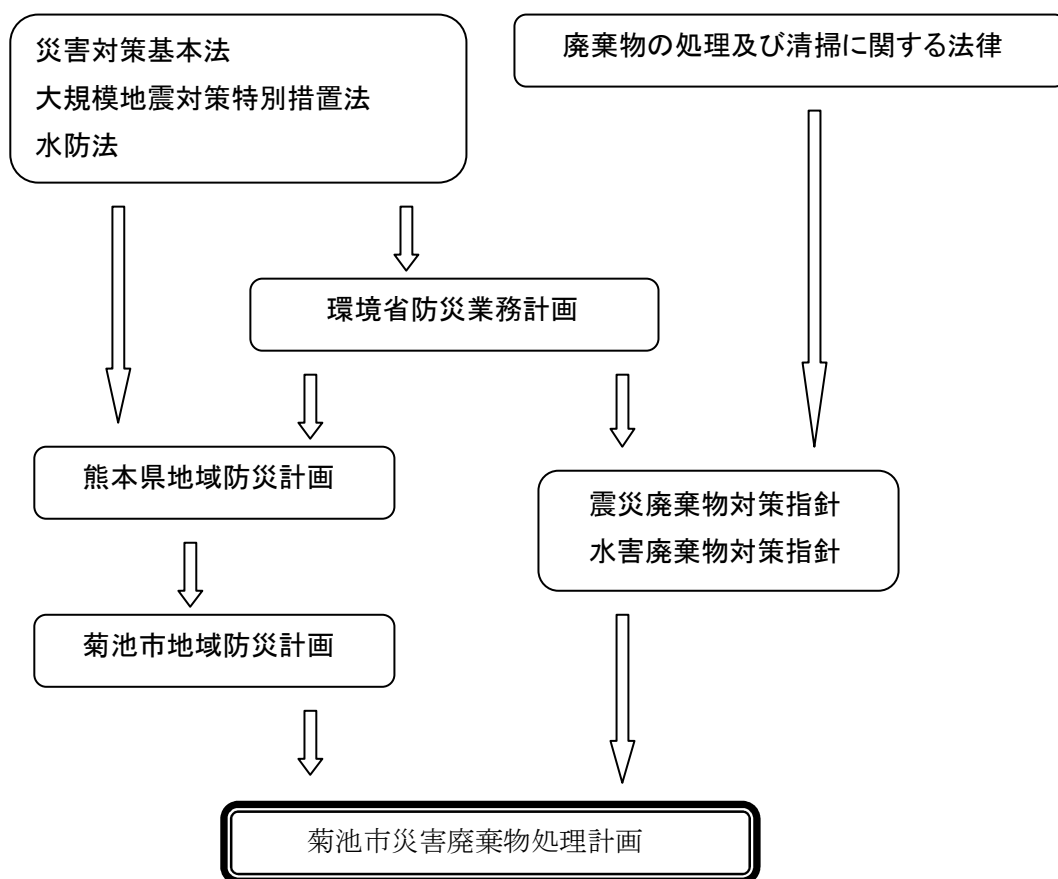 災害対策基本法
大規模地震対策特別措置法
水防法
廃棄物の処理及び清掃に関する法律
環境省防災業務計画
熊本県地域防災計画
震災廃棄物対策指針
水害廃棄物対策指針
菊池市地域防災計画
菊池市災害廃棄物処理計画